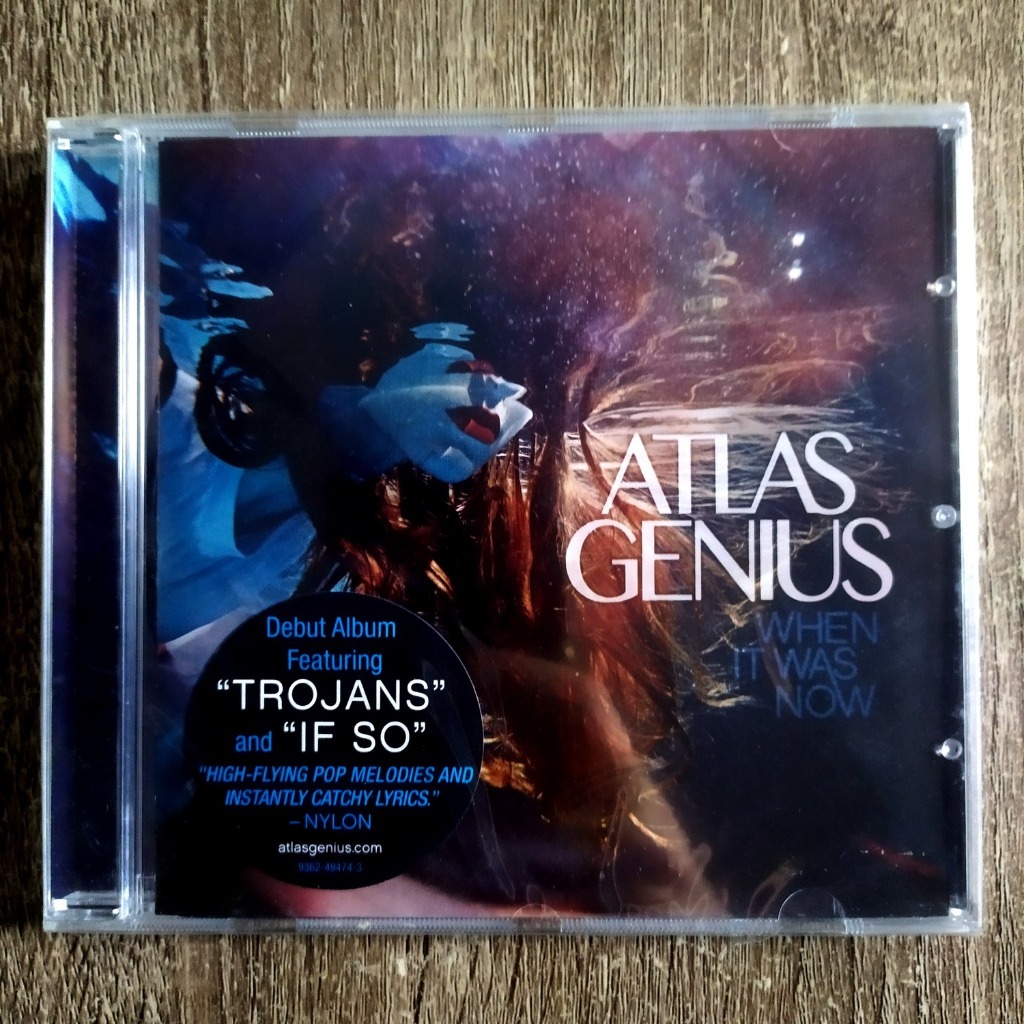 ATLAS
GENIUS
WHEN
IT WAS
NOW
Debut Album
Featuring
“TROJANS”
and “IF SO”
"HIGH-FLYING POP MELODIES AND
INSTANTLY CATCHY LYRICS."
– NYLON
atlasgenius.com
9362-49474-3